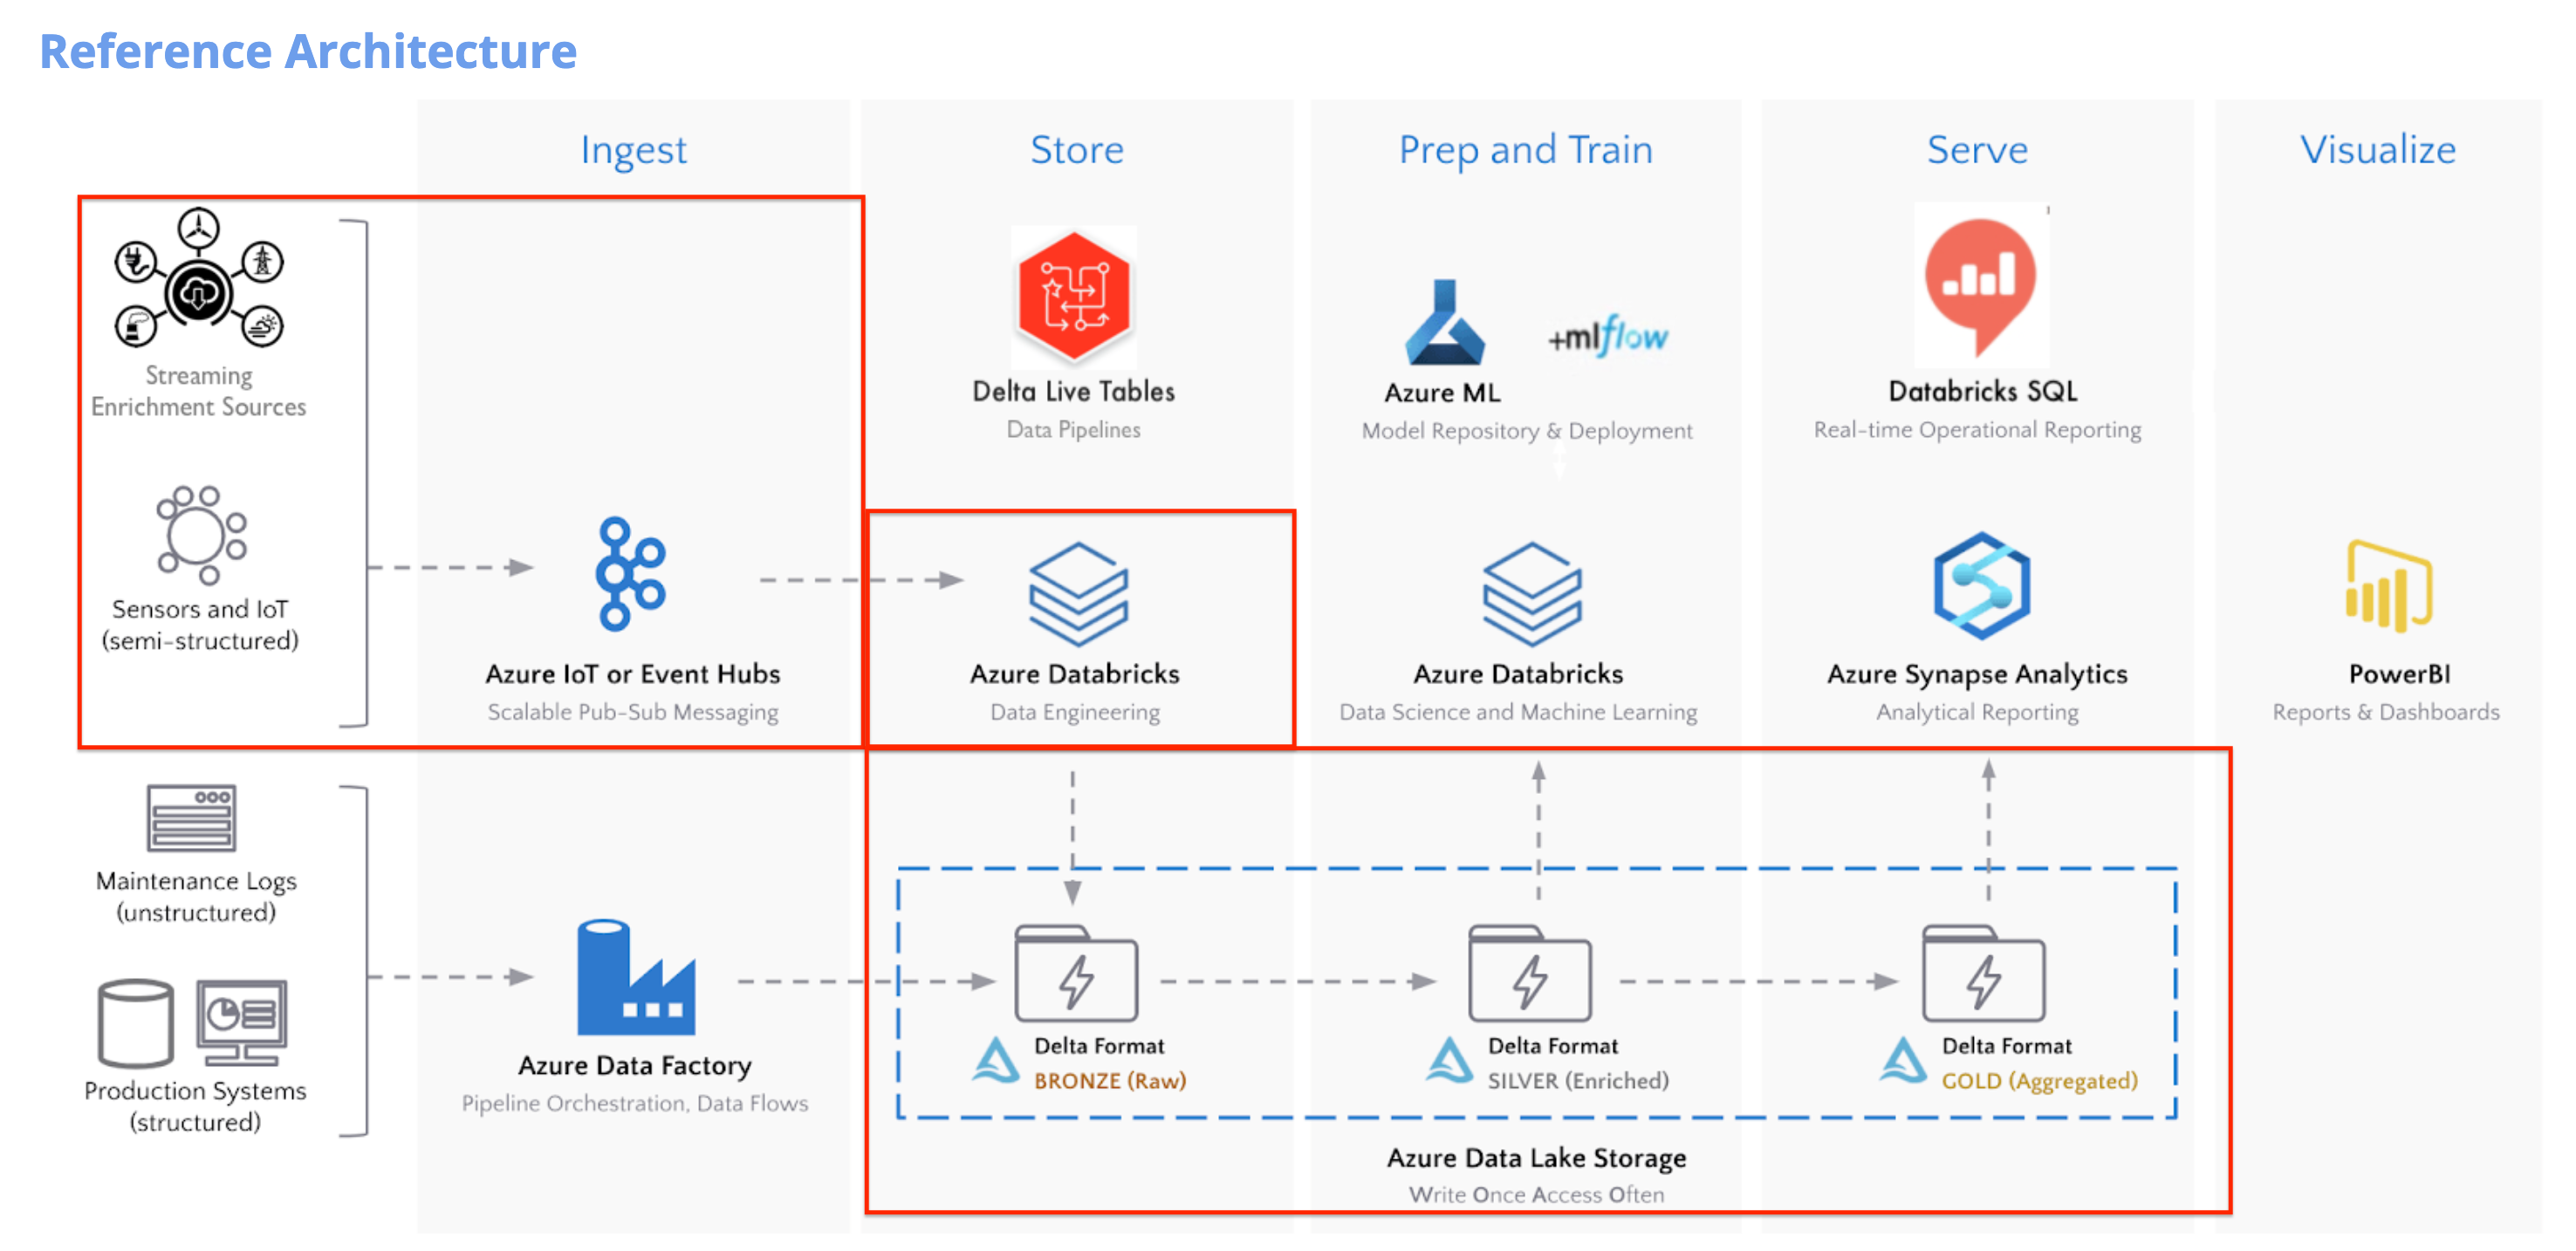 Reference Architecture
Ingest
Store
Prep and Train
Serve
Visualize
Streaming
Enrichment Sources
Sensors and IoT
(semi-structured)
Azure IoT or Event Hubs
Scalable Pub-Sub Messaging
Delta Live Tables
Data Pipelines
Azure Databricks
Data Engineering
Azure ML
+mlflow
Model Repository & Deployment
Azure Databricks
Data Science and Machine Learning
Databricks SQL
Real-time Operational Reporting
Azure Synapse Analytics
Analytical Reporting
PowerBI
Reports & Dashboards
Maintenance Logs
(unstructured)
Production Systems
(structured)
Azure Data Factory
Pipeline Orchestration, Data Flows
Delta Format
BRONZE (Raw)
Delta Format
SILVER (Enriched)
Delta Format
GOLD (Aggregated)
Azure Data Lake Storage
Write Once Access Often